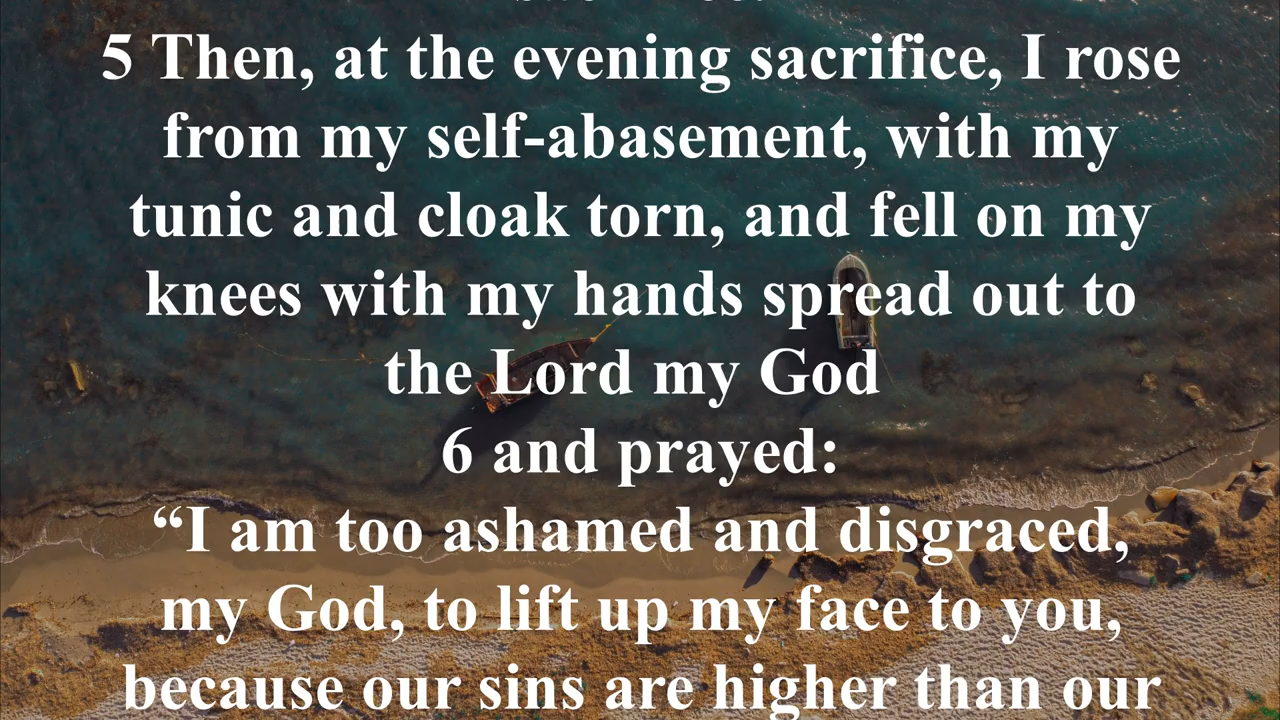 5 Then, at the evening sacrifice, I rose
from my self-abasement, with my
tunic and cloak torn, and fell on my
knees with my hands spread out to
the Lord my God
6 and prayed:
“I am too ashamed and disgraced,
my God, to lift up my face to you,
because our sins are higher than our